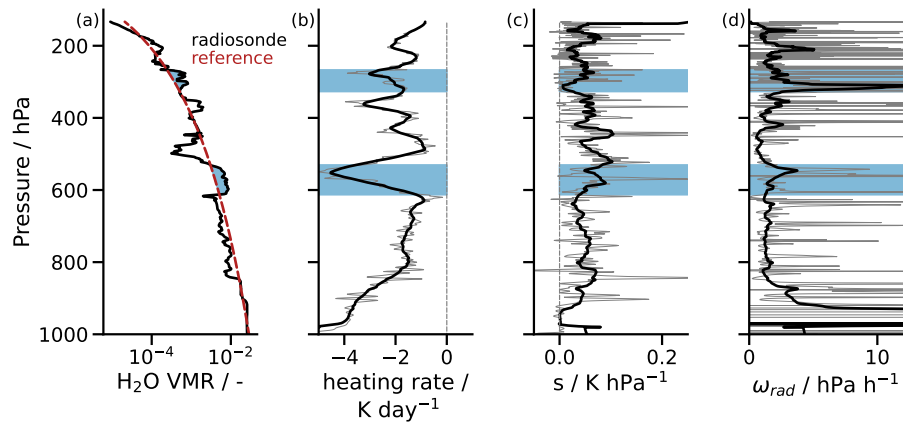 (a) (b) (c) (d)
radiosonde
reference
200
400
600
800
1000
Pressure / hPa
10⁻⁴ 10⁻² −4 −2 0 0.0 0.2 0 5 10
H₂O VMR / - heating rate / s / K hPa⁻¹ ω_rad / hPa h⁻¹
K day⁻¹